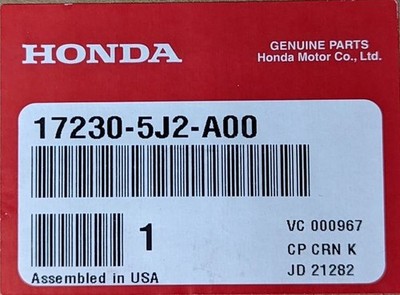 HONDA
GENUINE PARTS
Honda Motor Co., Ltd.
17230-5J2-A00
1
VC 000967
CP CRN K
Assembled in USA
JD 21282